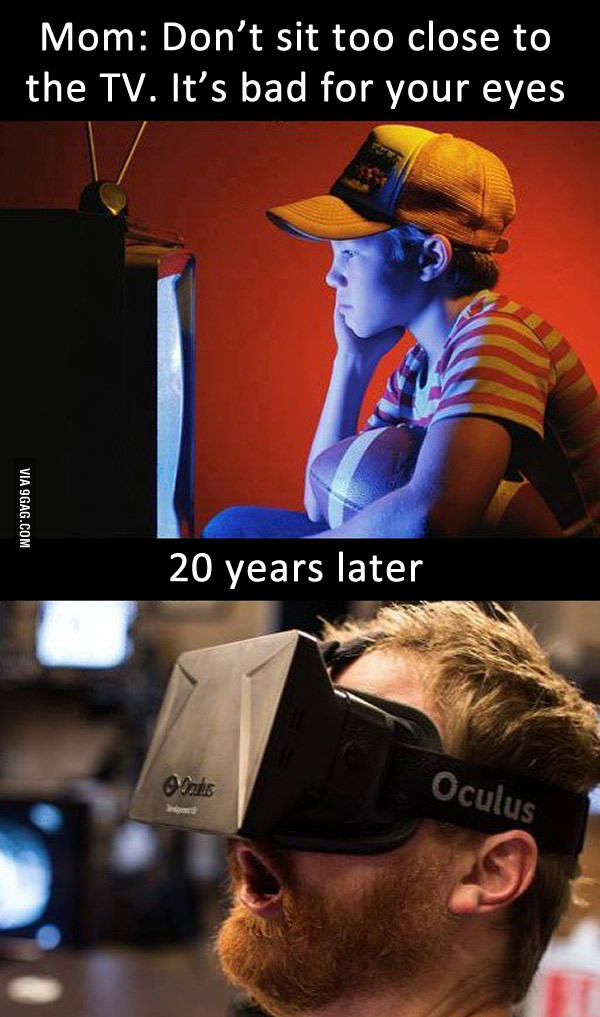 Mom: Don’t sit too close to
the TV. It’s bad for your eyes
VIA 9GAG.COM
20 years later
Oculus
Oculus